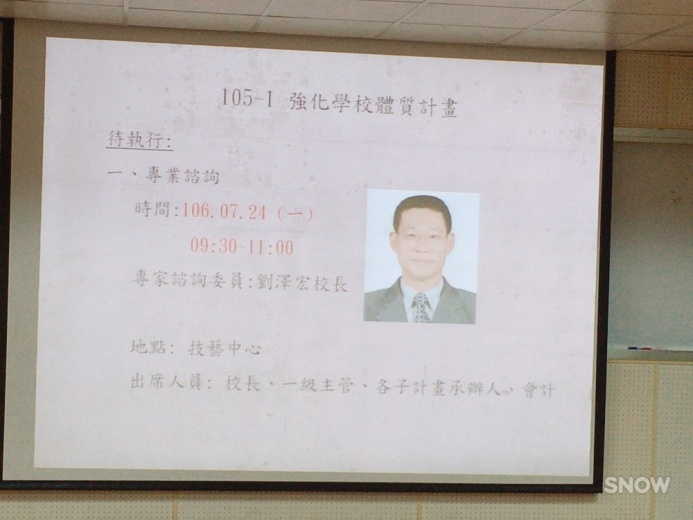 105-1 強化學校體質計畫
待執行:
一、專業諮詢
時間:106.07.24（一）
09:30-11:00
專家諮詢委員:劉澤宏校長
地點: 技藝中心
出席人員: 校長、一級主管、各子計畫承辦人、會計
SNOW